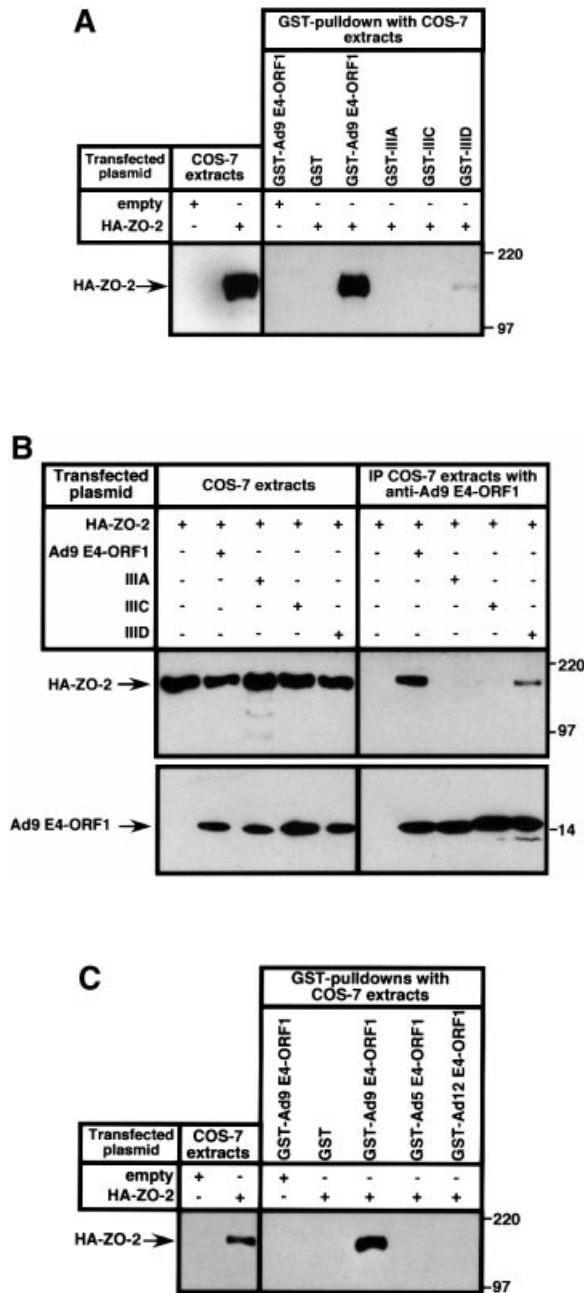 A
GST-pulldown with COS-7
extracts
GST-Ad9 E4-ORF1
GST
GST-Ad9 E4-ORF1
GST-IIIA
GST-IIIC
GST-IIID
Transfected
plasmid
COS-7
extracts
empty + - + - - - - -
HA-ZO-2 - + - + + + + +
HA-ZO-2
220
97
B
Transfected
plasmid
COS-7 extracts
IP COS-7 extracts with
anti-Ad9 E4-ORF1
HA-ZO-2 + + + + + + + + + +
Ad9 E4-ORF1 - + - - - - + - - -
IIIA - - + - - - - + - -
IIIC - - - + - - - - + -
IIID - - - - + - - - - +
HA-ZO-2
220
97
Ad9 E4-ORF1
14
C
GST-pulldowns with
COS-7 extracts
GST-Ad9 E4-ORF1
GST
GST-Ad9 E4-ORF1
GST-Ad5 E4-ORF1
GST-Ad12 E4-ORF1
Transfected
plasmid
COS-7
extracts
empty + - + - - - -
HA-ZO-2 - + - + + + +
HA-ZO-2
220
97